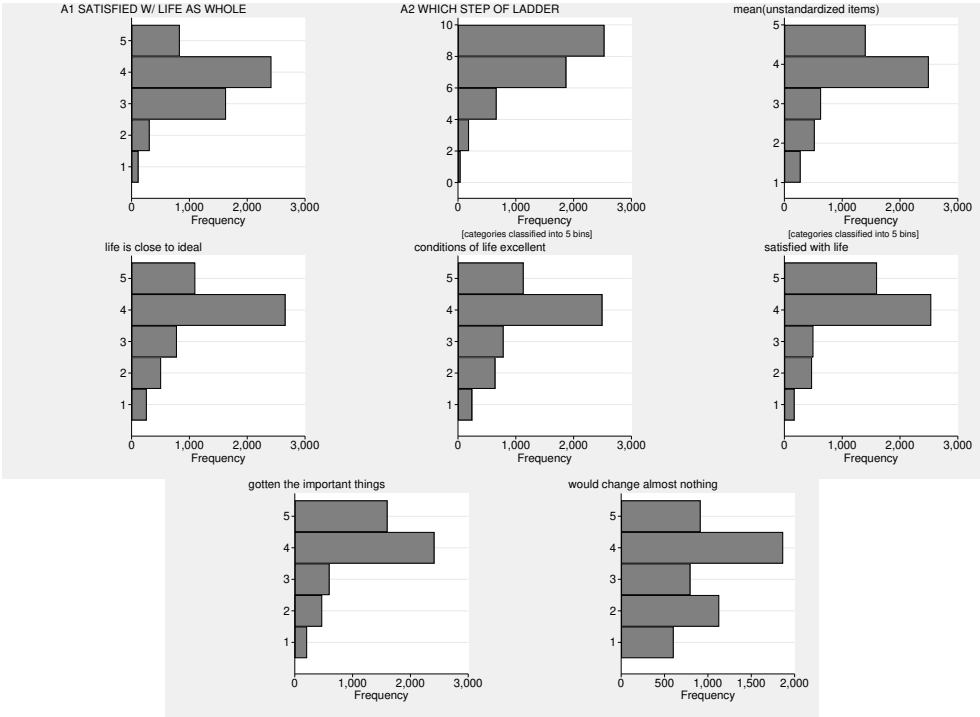 A1 SATISFIED W/ LIFE AS WHOLE
5
4
3
2
1
0 1,000 2,000 3,000
Frequency
A2 WHICH STEP OF LADDER
10
8
6
4
2
0
0 1,000 2,000 3,000
Frequency
[categories classified into 5 bins]
mean(unstandardized items)
5
4
3
2
1
0 1,000 2,000 3,000
Frequency
[categories classified into 5 bins]
life is close to ideal
5
4
3
2
1
0 1,000 2,000 3,000
Frequency
conditions of life excellent
5
4
3
2
1
0 1,000 2,000 3,000
Frequency
satisfied with life
5
4
3
2
1
0 1,000 2,000 3,000
Frequency
gotten the important things
5
4
3
2
1
0 1,000 2,000 3,000
Frequency
would change almost nothing
5
4
3
2
1
0 500 1,000 1,500 2,000
Frequency